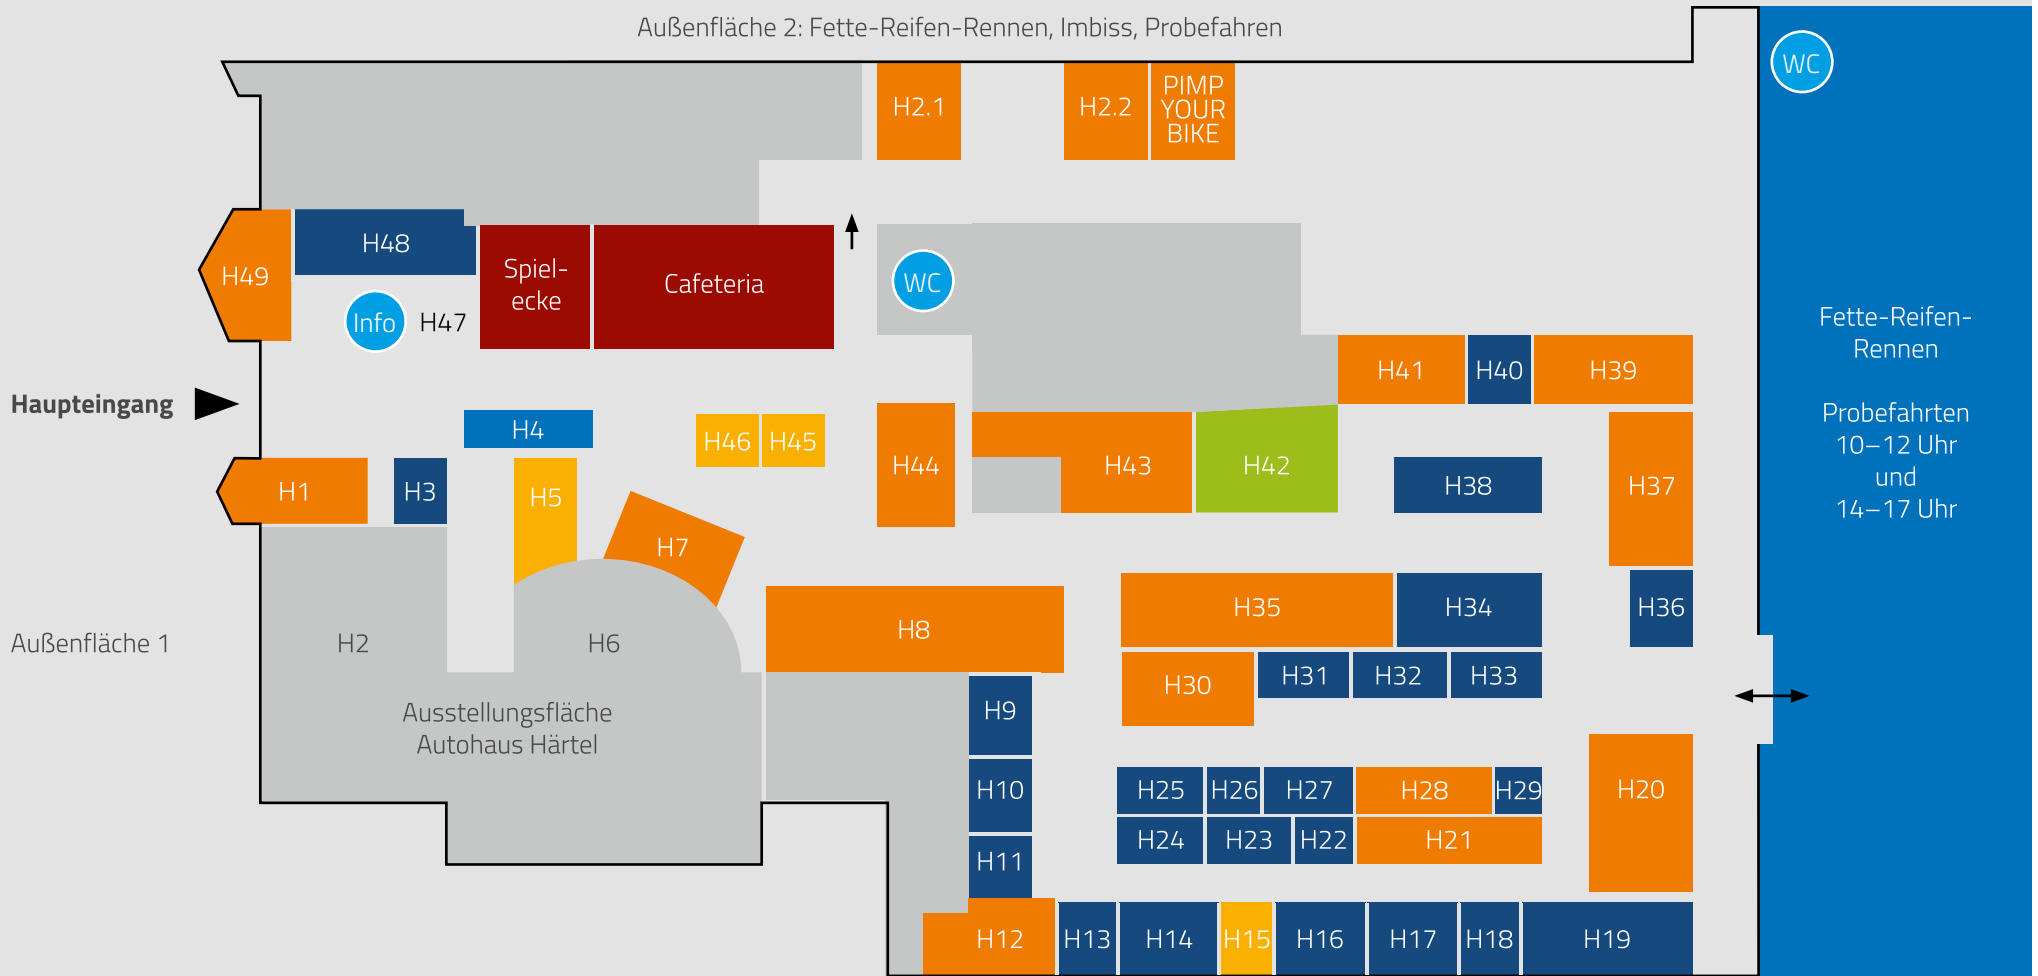 Außenfläche 2: Fette-Reifen-Rennen, Imbiss, Probefahren
WC
H2.1
H2.2
PIMP
YOUR
BIKE
H49
H48
Spiel-
ecke
Cafeteria
WC
Info
H47
Fette-Reifen-
Rennen
Probefahrten
10–12 Uhr
und
14–17 Uhr
H41
H40
H39
Haupteingang
H4
H46
H45
H44
H43
H42
H38
H37
H1
H3
H5
H7
H35
H34
H36
H8
Außenfläche 1
H2
H6
H30
H31
H32
H33
Ausstellungsfläche
Autohaus Härtel
H9
H10
H11
H25
H26
H27
H28
H29
H20
H24
H23
H22
H21
H12
H13
H14
H15
H16
H17
H18
H19